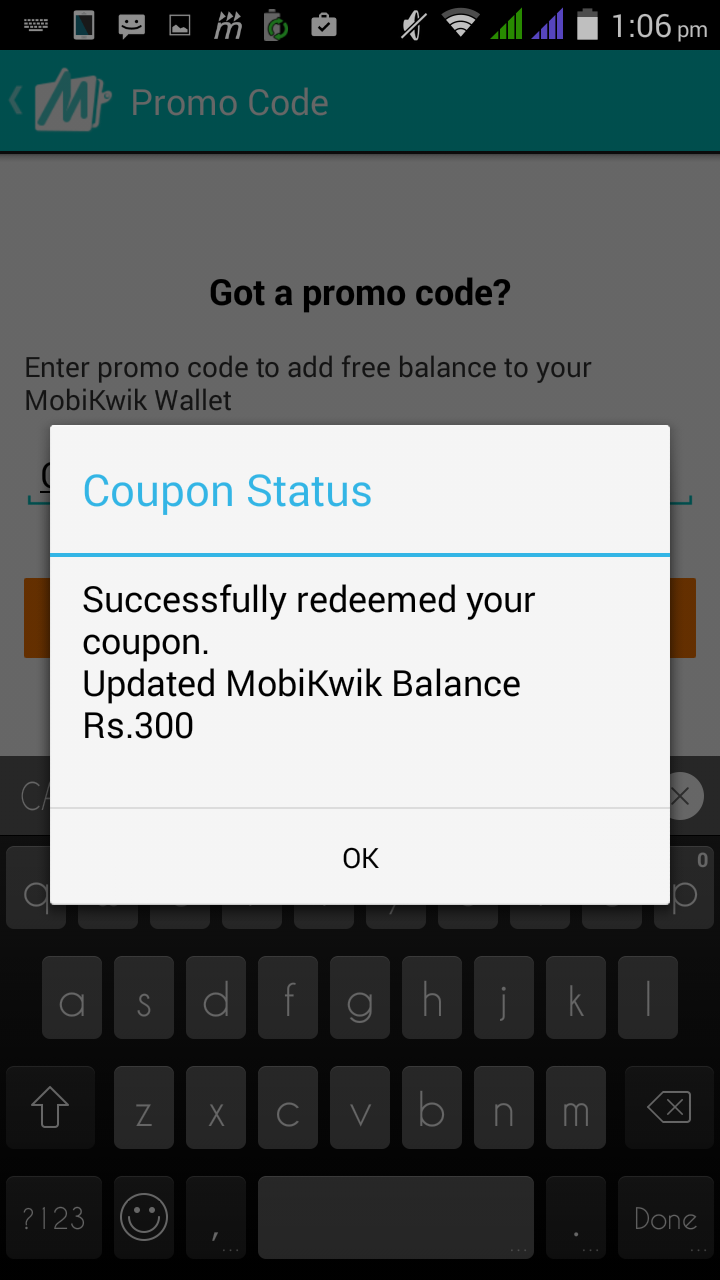 1:06 pm
Promo Code
Got a promo code?
Enter promo code to add free balance to your
MobiKwik Wallet
Coupon Status
Successfully redeemed your
coupon.
Updated MobiKwik Balance
Rs.300
OK
0
q p
a s d f g h j k l
z x c v b n m
?123 , . Done